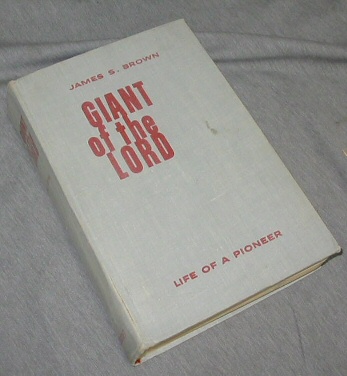 JAMES S. BROWN
GIANT
of the
LORD
LIFE OF A PIONEER